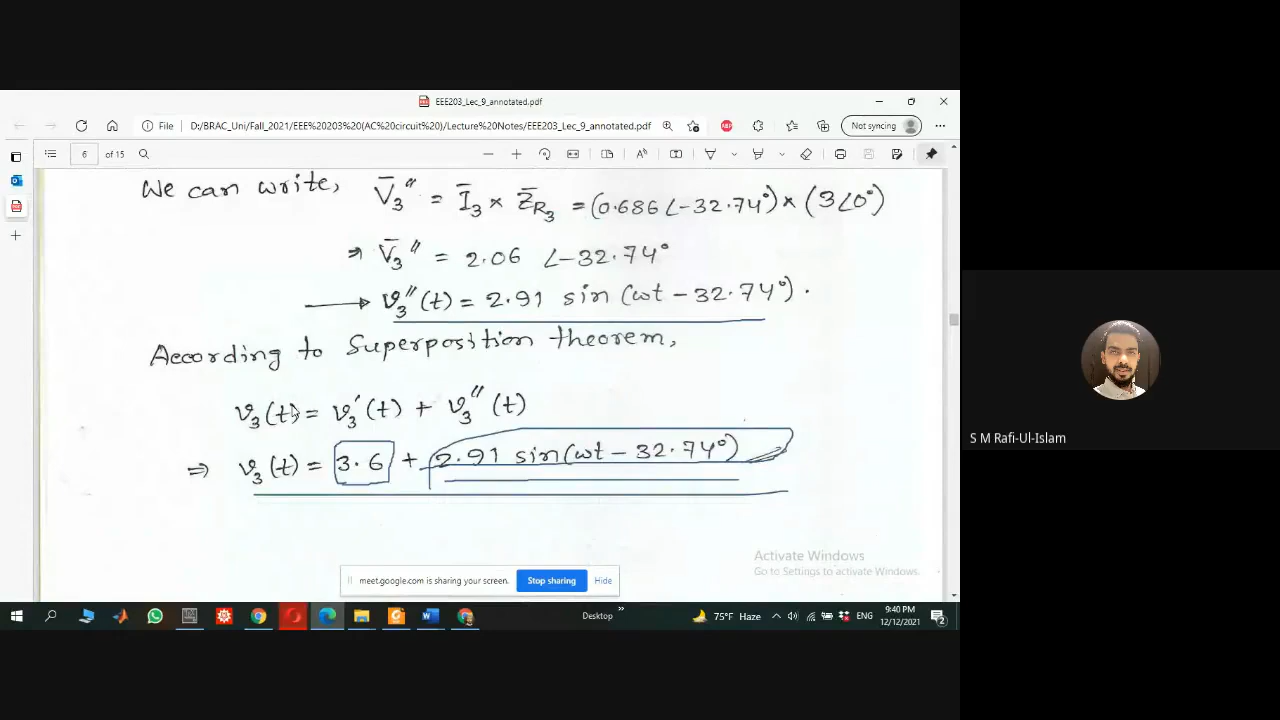 EEE203_Lec_9_annotated.pdf
File D:/BRAC_Uni/Fall_2021/EEE%20203%20(AC%20circuit%20)/Lecture%20Notes/EEE203_Lec_9_annotated.pdf Not syncing
6 of 15
We can write, V̄₃″ = Ī₃ × Z̄_R₃ = (0.686∠-32.74°) × (3∠0°)
⇒ V̄₃″ = 2.06 ∠-32.74°
→ v₃″(t) = 2.91 sin(ωt - 32.74°).
According to superposition theorem,
v₃(t) = v₃′(t) + v₃″(t)
⇒ v₃(t) = 3.6 + 2.91 sin(ωt - 32.74°)
S M Rafi-Ul-Islam
Activate Windows
Go to Settings to activate Windows.
meet.google.com is sharing your screen. Stop sharing Hide
Desktop » 75°F Haze ENG 9:40 PM
12/12/2021 2